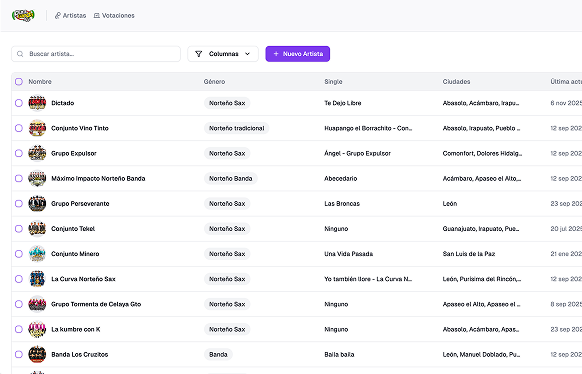 Artistas Votaciones
Buscar artista... Columnas + Nuevo Artista
Nombre Género Single Ciudades Última actu
Dictado Norteño Sax Te Dejo Libre Abasolo, Acámbaro, Irapu... 6 nov 2025
Conjunto Vino Tinto Norteño tradicional Huapango el Borrachito - Con... Abasolo, Irapuato, Pueblo ... 12 sep 202
Grupo Expulsor Norteño Sax Ángel - Grupo Expulsor Comonfort, Dolores Hidalg... 12 sep 202
Máximo Impacto Norteño Banda Norteño Banda Abecedario Acámbaro, Apaseo el Alto,... 12 sep 202
Grupo Perseverante Norteño Sax Las Broncas León 23 sep 202
Conjunto Tekel Norteño Sax Ninguno Guanajuato, Irapuato, Pue... 20 jul 2025
Conjunto Minero Norteño Sax Una Vida Pasada San Luis de la Paz 21 ene 202
La Curva Norteño Sax Norteño Sax Yo también llore - La Curva N... León, Purísima del Rincón,... 12 sep 202
Grupo Tormenta de Celaya Gto Norteño Sax Ninguno Apaseo el Alto, Apaseo el ... 8 sep 2025
La kumbre con K Norteño Sax Ninguno Abasolo, Acámbaro, Apas... 23 sep 202
Banda Los Cruzitos Banda Baila baila León, Manuel Doblado, Pu... 12 sep 202